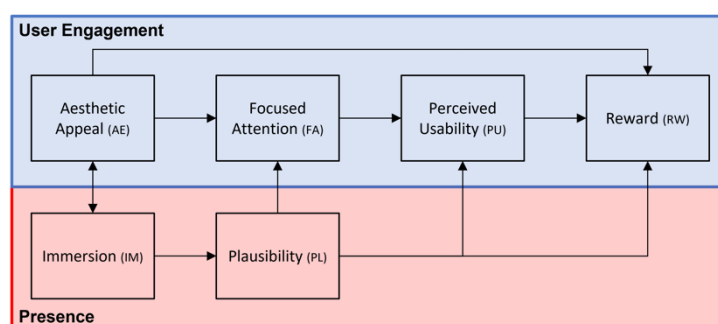 User Engagement
Aesthetic
Appeal (AE)
Focused
Attention (FA)
Perceived
Usability (PU)
Reward (RW)
Immersion (IM)
Plausibility (PL)
Presence